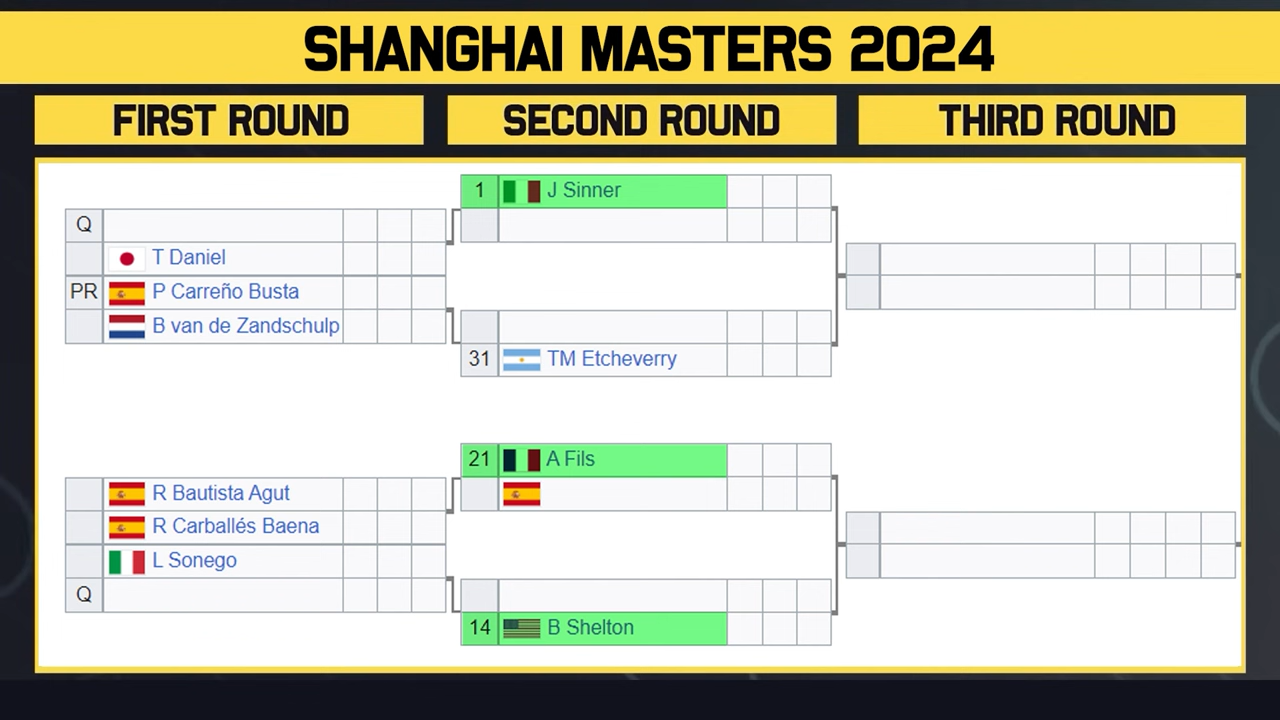 SHANGHAI MASTERS 2024
FIRST ROUND
SECOND ROUND
THIRD ROUND
1 J Sinner
Q
T Daniel
PR P Carreño Busta
B van de Zandschulp
31 TM Etcheverry
21 A Fils
R Bautista Agut
R Carballés Baena
L Sonego
Q
14 B Shelton